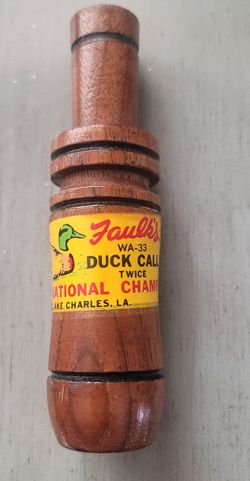 Faulk's
WA-33
DUCK CALL
TWICE
NATIONAL CHAMP
LAKE CHARLES, LA.